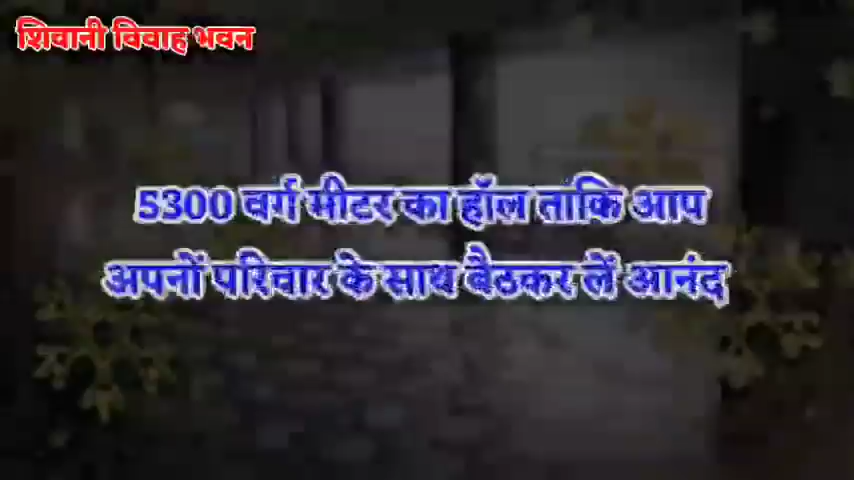 शिवानी विवाह भवन
5300 वर्ग मीटर का हॉल ताकि आप
अपनों परिवार के साथ बैठकर लें आनंद